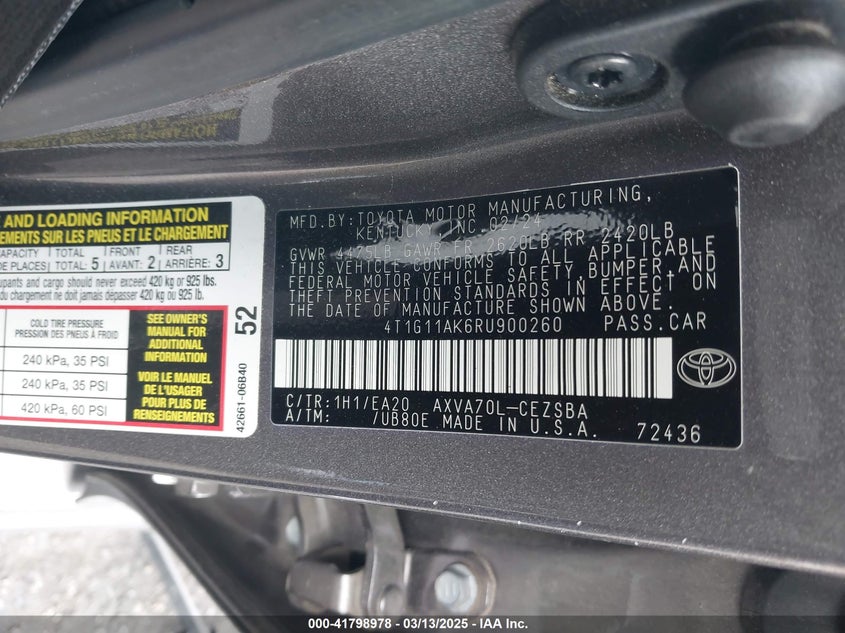 E AND LOADING INFORMATION
EMENTS SUR LES PNEUS ET LE CHARGEMENT
CAPACITY TOTAL FRONT REAR
DE PLACES TOTAL: 5 AVANT: 2 ARRIÈRE: 3
upants and cargo should never exceed 420 kg or 925 lbs.
du chargement ne doit jamais dépasser 420 kg ou 925 lb.
COLD TIRE PRESSURE
PRESSION DES PNEUS À FROID
240 kPa, 35 PSI
240 kPa, 35 PSI
420 kPa, 60 PSI
SEE OWNER'S
MANUAL FOR
ADDITIONAL
INFORMATION
VOIR LE MANUEL
DE L'USAGER
POUR PLUS DE
RENSEIGNEMENTS
52
42661-06B40
MFD.BY:TOYOTA MOTOR MANUFACTURING,
KENTUCKY, INC 02/24
GVWR 4475LB GAWR FR 2620LB RR 2420LB
THIS VEHICLE CONFORMS TO ALL APPLICABLE
FEDERAL MOTOR VEHICLE SAFETY, BUMPER,AND
THEFT PREVENTION STANDARDS IN EFFECT ON
THE DATE OF MANUFACTURE SHOWN ABOVE.
4T1G11AK6RU900260 PASS.CAR
C/TR:1H1/EA20 AXVA70L-CEZSBA
A/TM: /UB80E MADE IN U.S.A. 72436
000-41798978 - 03/13/2025 - IAA Inc.